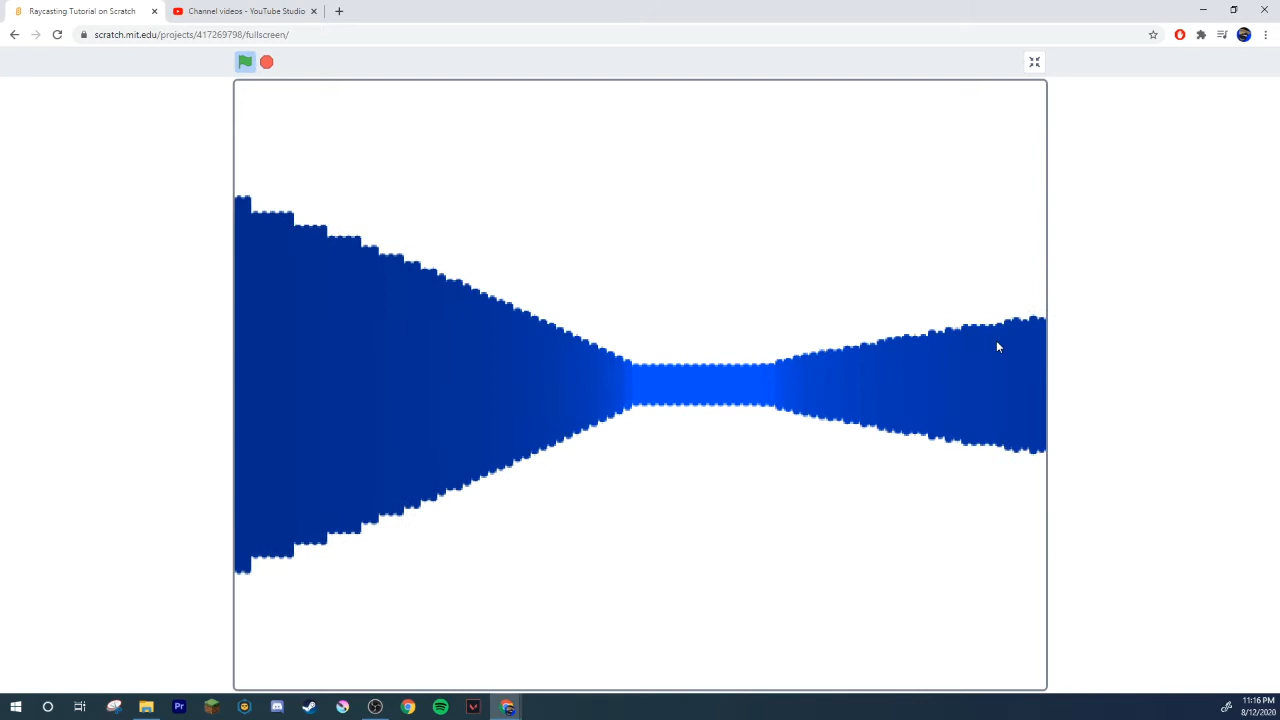 Raycasting Tutorial on Scratch
Channel videos - YouTube Studio
scratch.mit.edu/projects/417269798/fullscreen/
Pr
11:16 PM
8/12/2020